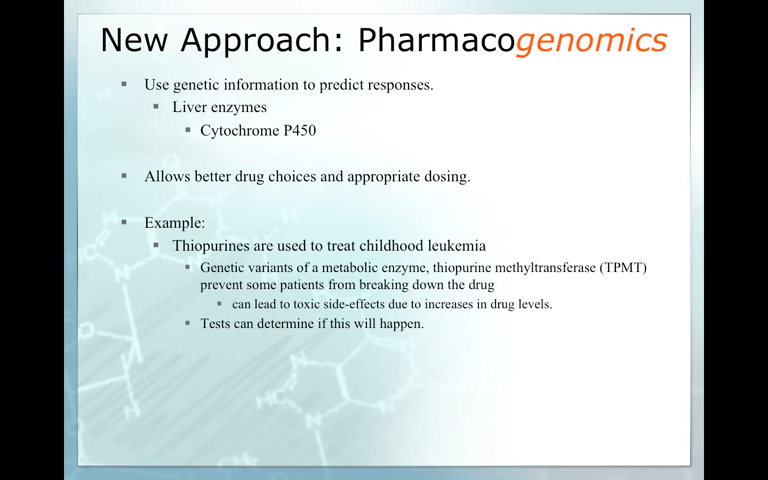 New Approach: Pharmacogenomics
Use genetic information to predict responses.
Liver enzymes
Cytochrome P450
Allows better drug choices and appropriate dosing.
Example:
Thiopurines are used to treat childhood leukemia
Genetic variants of a metabolic enzyme, thiopurine methyltransferase (TPMT)
prevent some patients from breaking down the drug
can lead to toxic side-effects due to increases in drug levels.
Tests can determine if this will happen.